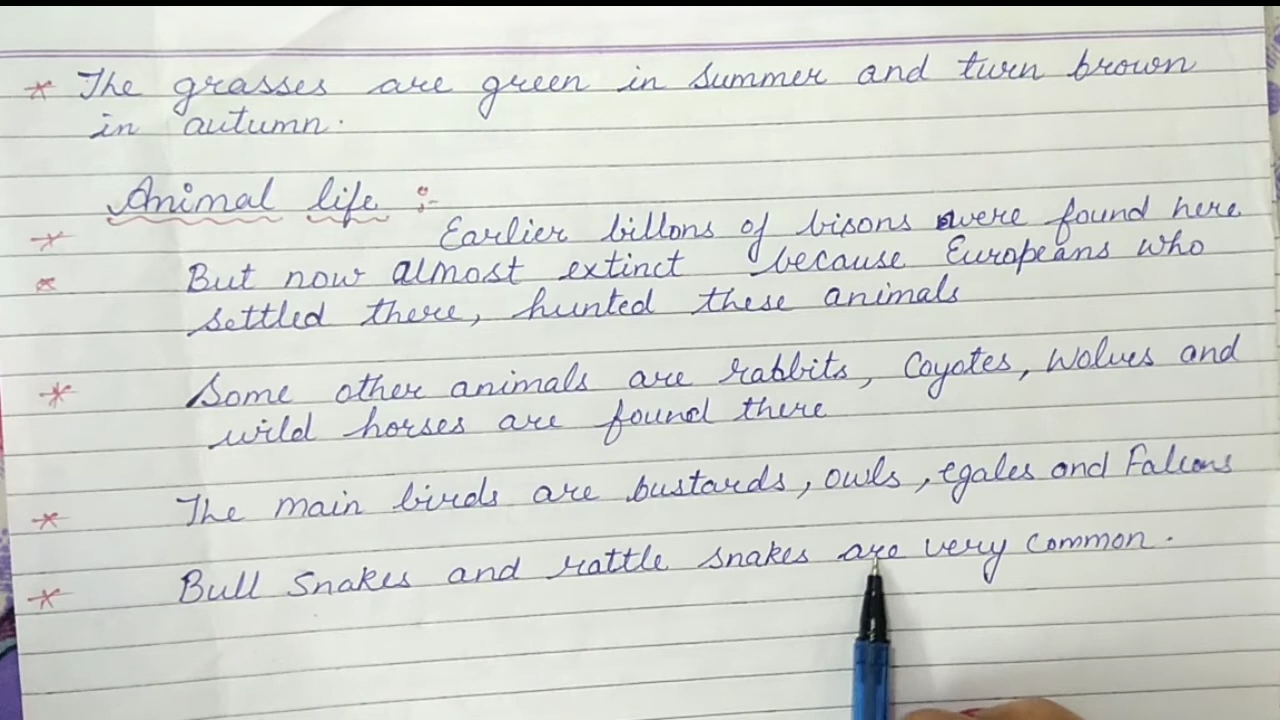 * The grasses are green in summer and turn brown
in autumn.
Animal life :-
* Earlier billons of bisons were found here
* But now almost extinct because Europeans who
settled there, hunted these animals
* Some other animals are rabbits, Coyotes, Wolves and
wild horses are found there
* The main birds are bustards, owls, egales and Falcons
* Bull Snakes and rattle snakes are very common.